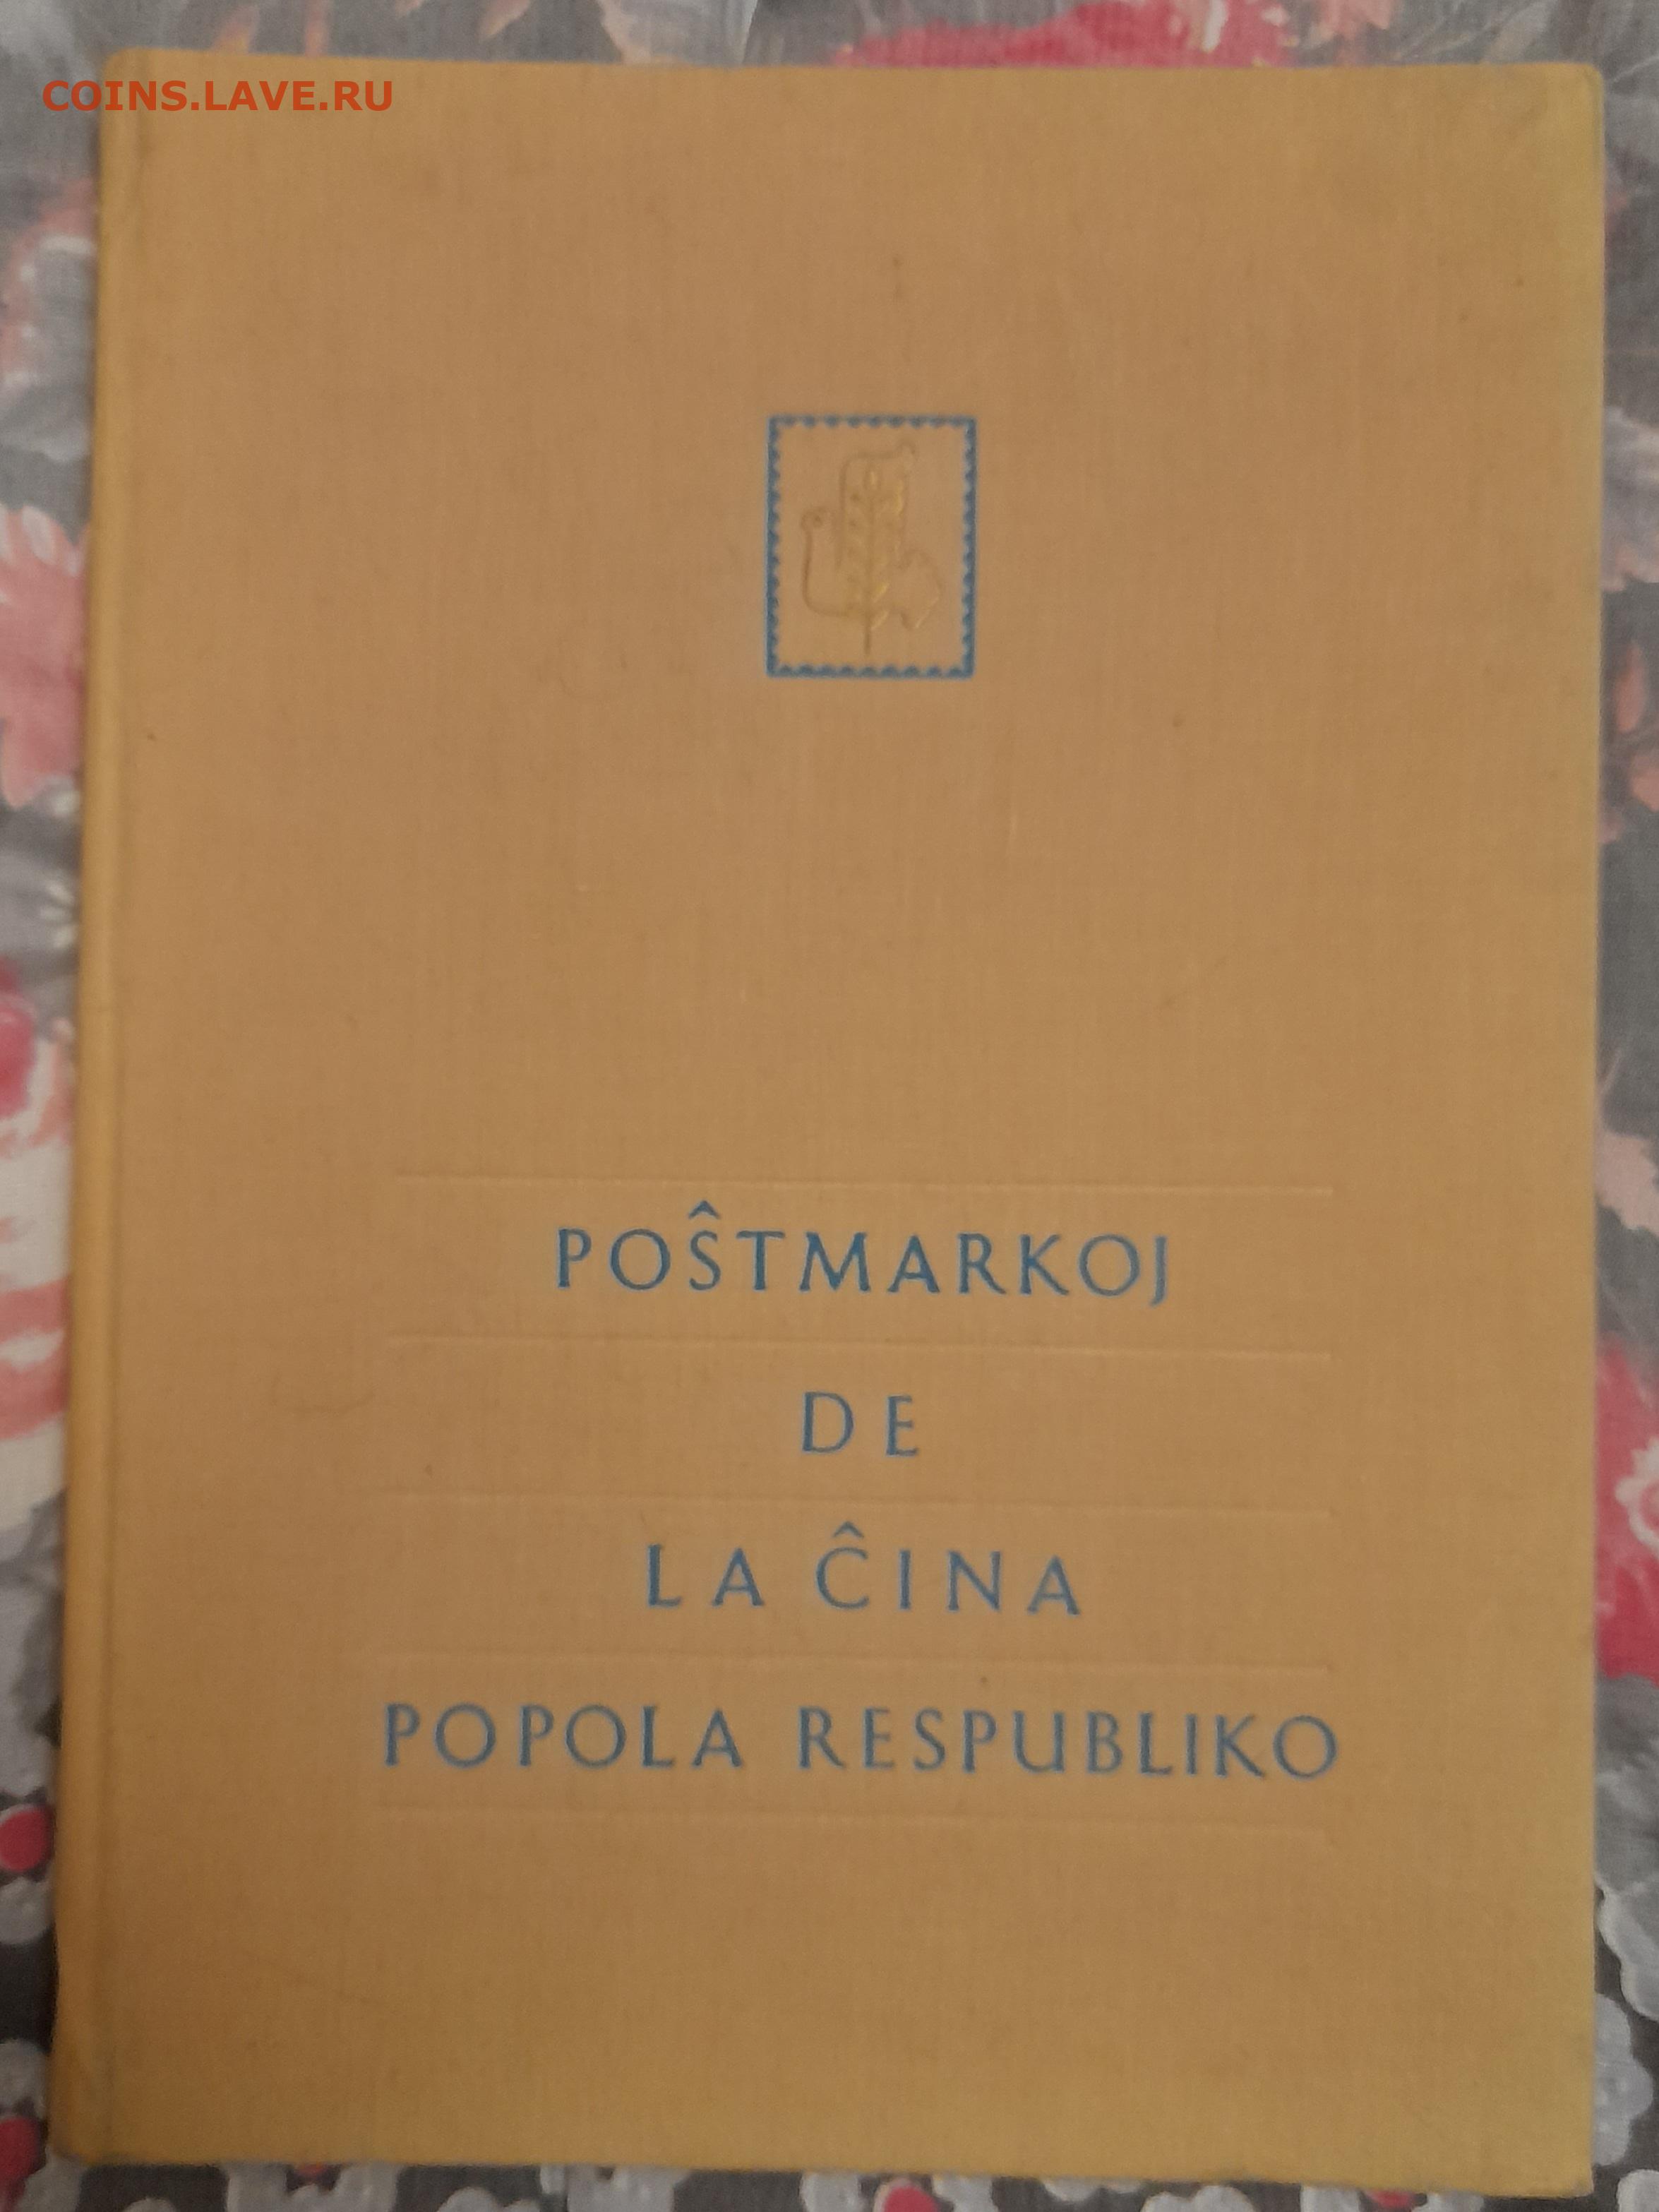 COINS.LAVE.RU
POŜTMARKOJ
DE
LA ĈINA
POPOLA RESPUBLIKO